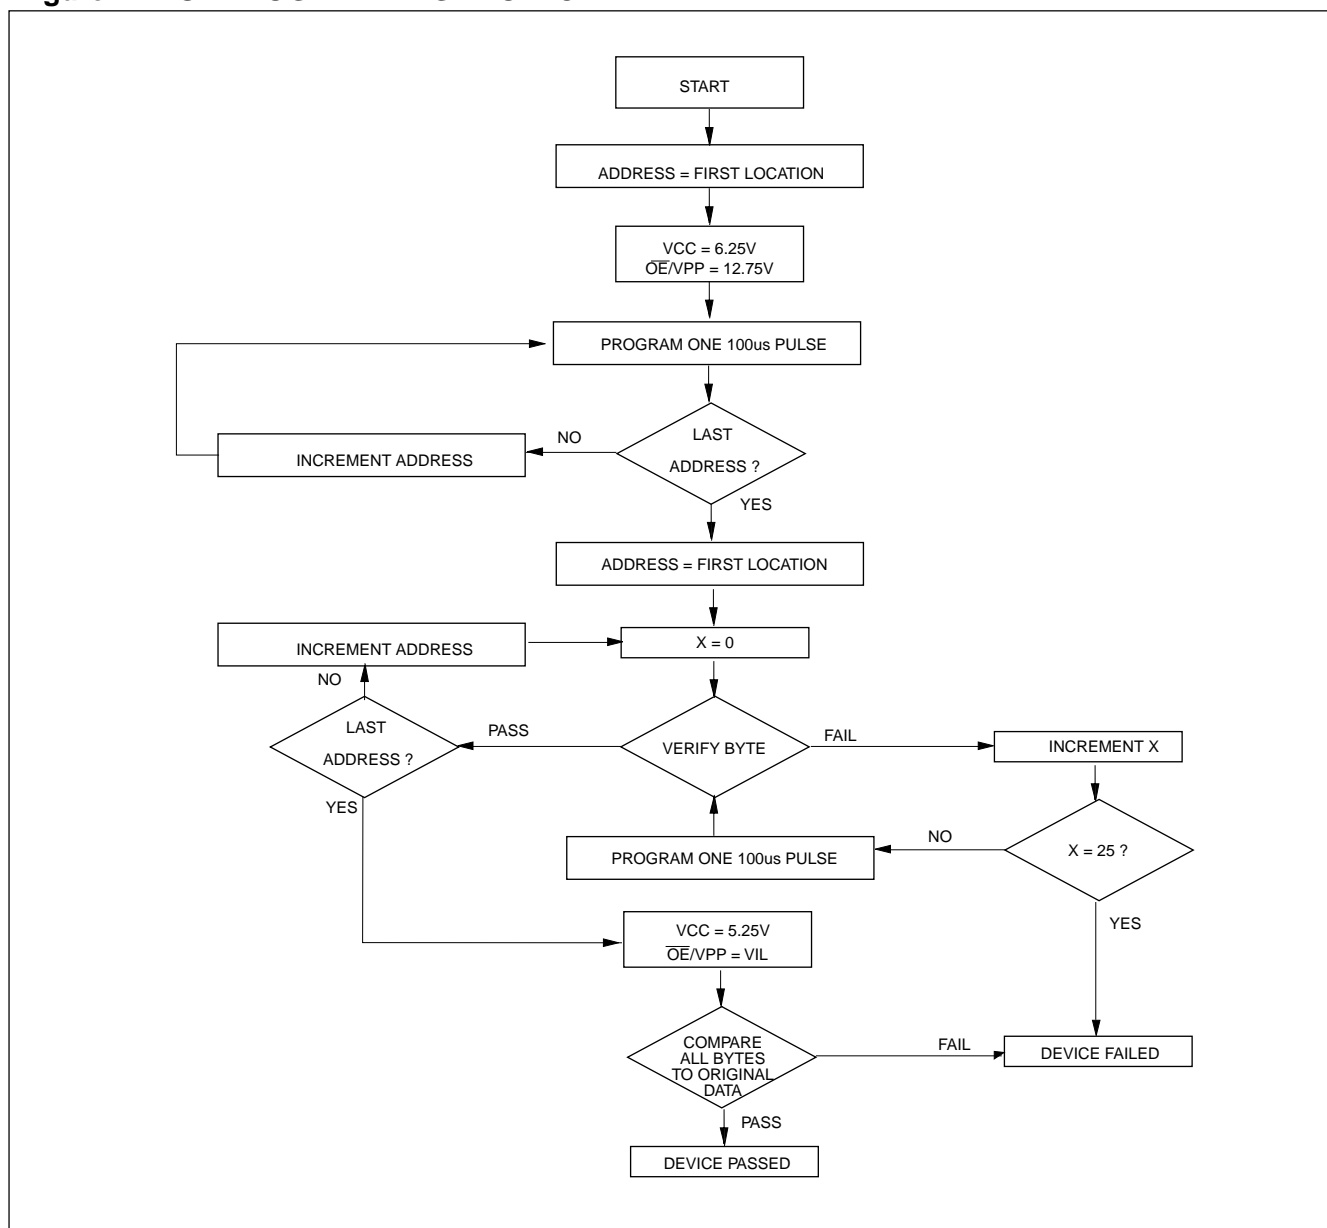 START
ADDRESS = FIRST LOCATION
VCC = 6.25V
OE/VPP = 12.75V
PROGRAM ONE 100us PULSE
LAST
ADDRESS ?
NO
INCREMENT ADDRESS
YES
ADDRESS = FIRST LOCATION
INCREMENT ADDRESS
X = 0
NO
LAST
ADDRESS ?
PASS
VERIFY BYTE
FAIL
INCREMENT X
YES
PROGRAM ONE 100us PULSE
NO
X = 25 ?
YES
VCC = 5.25V
OE/VPP = VIL
COMPARE
ALL BYTES
TO ORIGINAL
DATA
FAIL
DEVICE FAILED
PASS
DEVICE PASSED